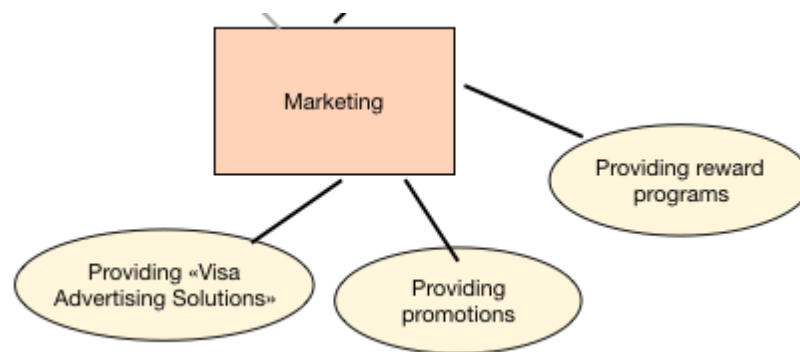 Marketing
Providing reward
programs
Providing «Visa
Advertising Solutions»
Providing
promotions